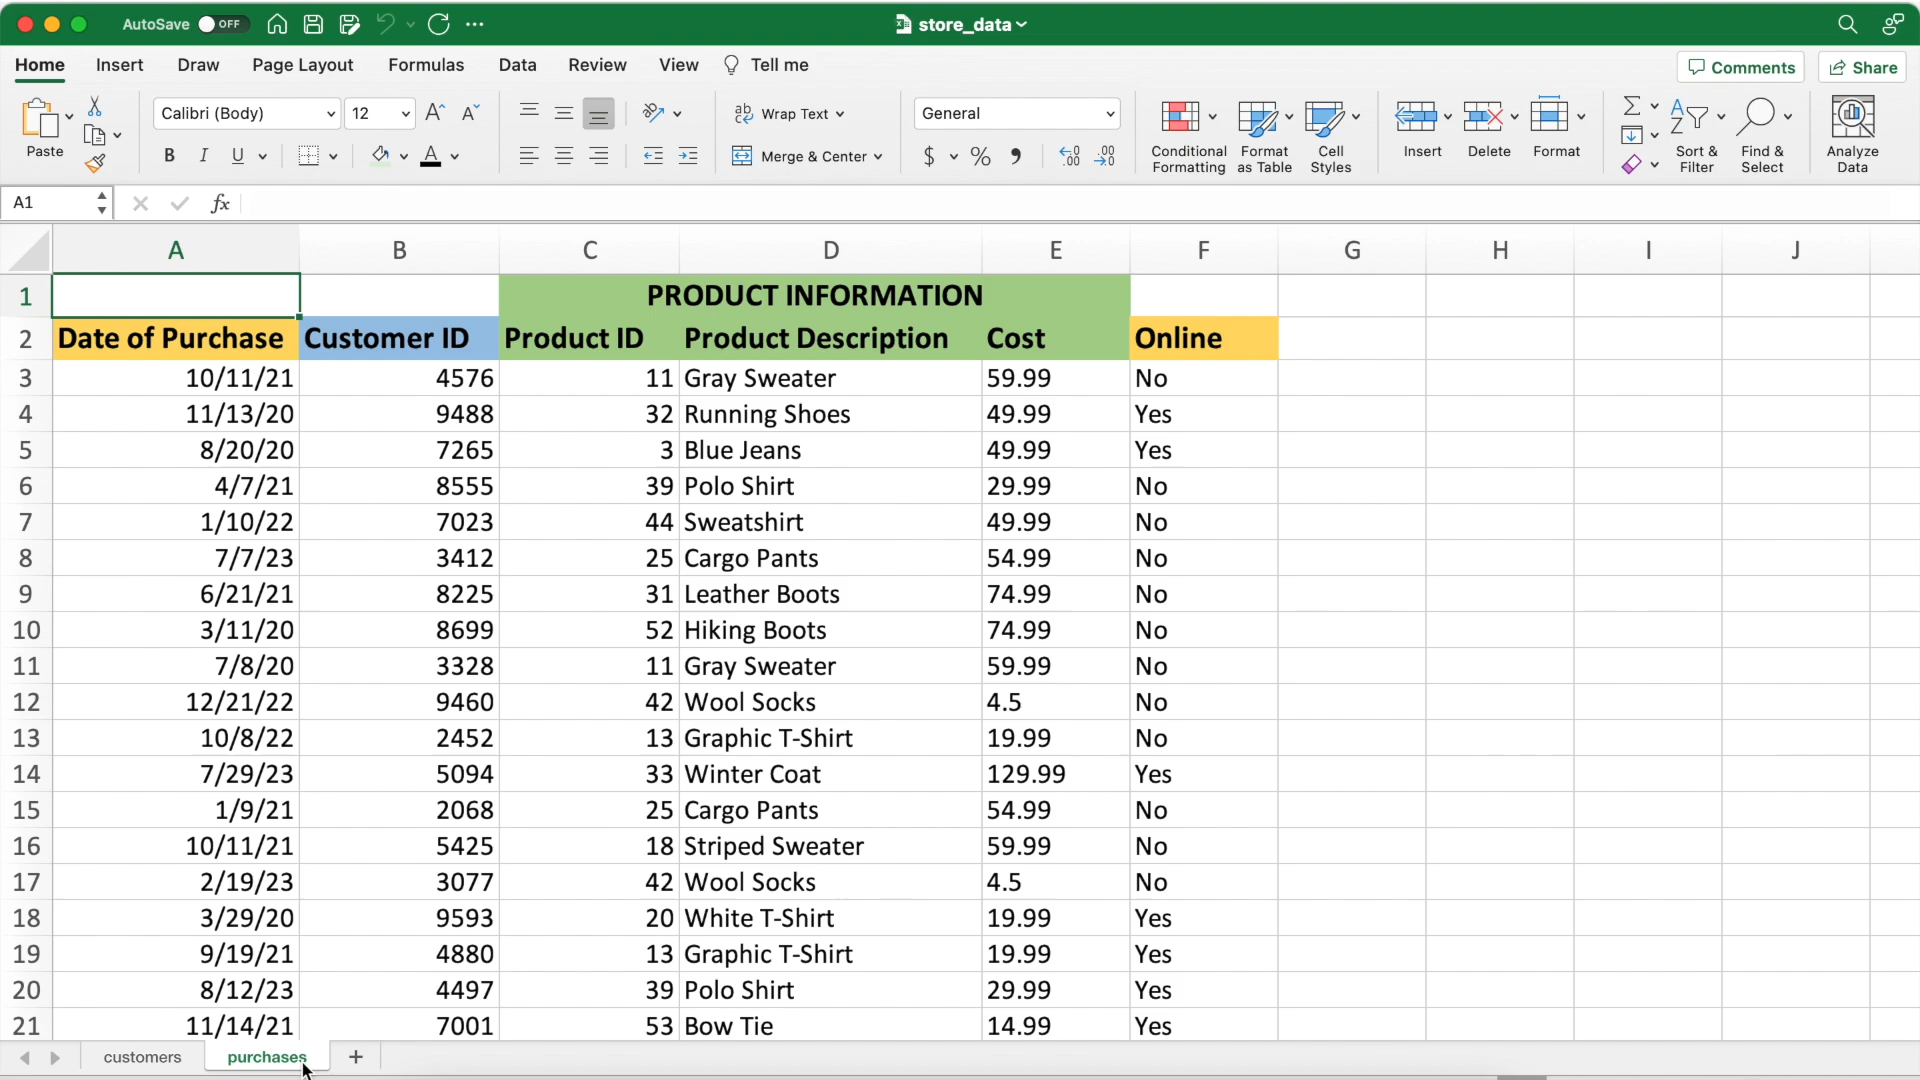 AutoSave OFF store_data
Home Insert Draw Page Layout Formulas Data Review View Tell me Comments Share
Paste Calibri (Body) 12 A A ab Wrap Text General Conditional Formatting Format as Table Cell Styles Insert Delete Format Sort & Filter Find & Select Analyze Data
B I U A Merge & Center $ %
A1 fx
A B C D E F G H I J
1 PRODUCT INFORMATION
2 Date of Purchase Customer ID Product ID Product Description Cost Online
3 10/11/21 4576 11 Gray Sweater 59.99 No
4 11/13/20 9488 32 Running Shoes 49.99 Yes
5 8/20/20 7265 3 Blue Jeans 49.99 Yes
6 4/7/21 8555 39 Polo Shirt 29.99 No
7 1/10/22 7023 44 Sweatshirt 49.99 No
8 7/7/23 3412 25 Cargo Pants 54.99 No
9 6/21/21 8225 31 Leather Boots 74.99 No
10 3/11/20 8699 52 Hiking Boots 74.99 No
11 7/8/20 3328 11 Gray Sweater 59.99 No
12 12/21/22 9460 42 Wool Socks 4.5 No
13 10/8/22 2452 13 Graphic T-Shirt 19.99 No
14 7/29/23 5094 33 Winter Coat 129.99 Yes
15 1/9/21 2068 25 Cargo Pants 54.99 No
16 10/11/21 5425 18 Striped Sweater 59.99 No
17 2/19/23 3077 42 Wool Socks 4.5 No
18 3/29/20 9593 20 White T-Shirt 19.99 Yes
19 9/19/21 4880 13 Graphic T-Shirt 19.99 Yes
20 8/12/23 4497 39 Polo Shirt 29.99 Yes
21 11/14/21 7001 53 Bow Tie 14.99 Yes
customers purchases +